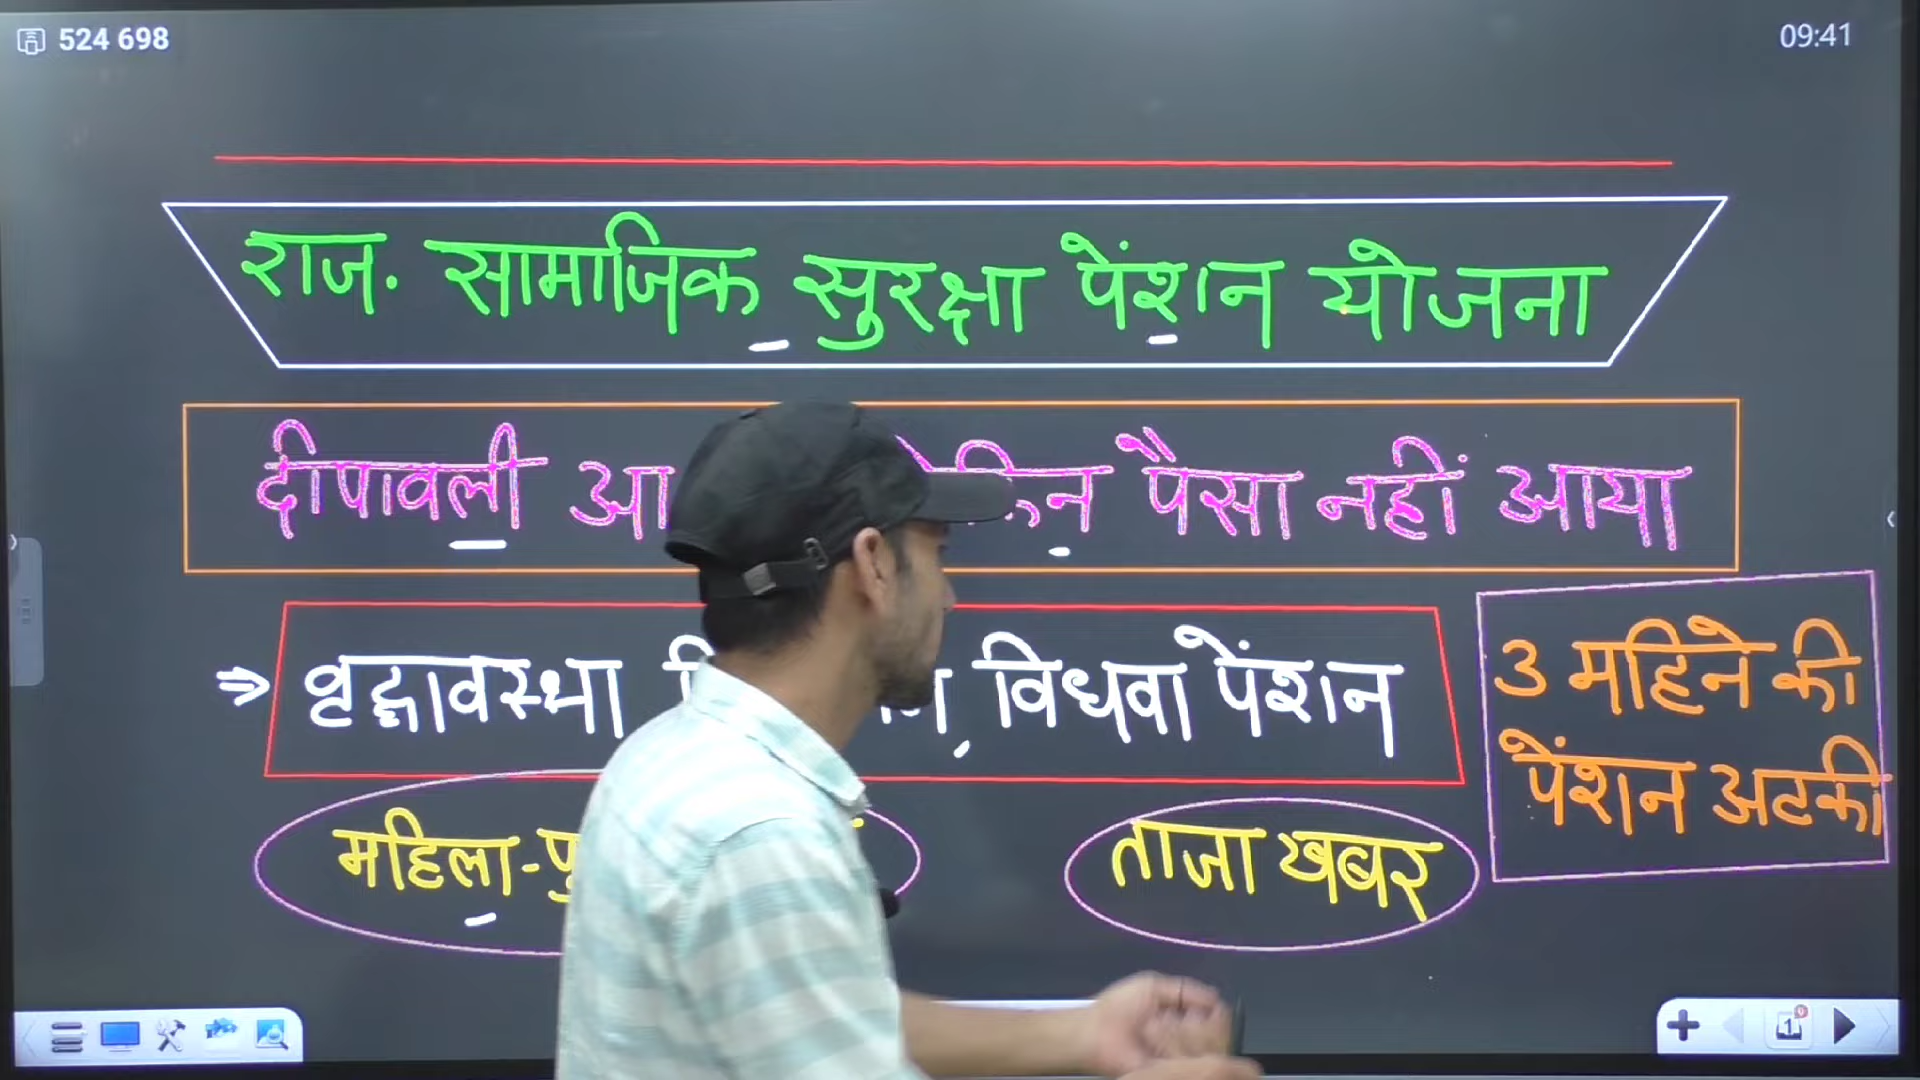 524 698
09:41
राज. सामाजिक सुरक्षा पेंशन योजना
दीपावली पैसा नहीं आया
⇒ वृद्धावस्था , विधवा पेंशन
3 महिने की
पेंशन अटकी
महिला-
ताजा खबर
1